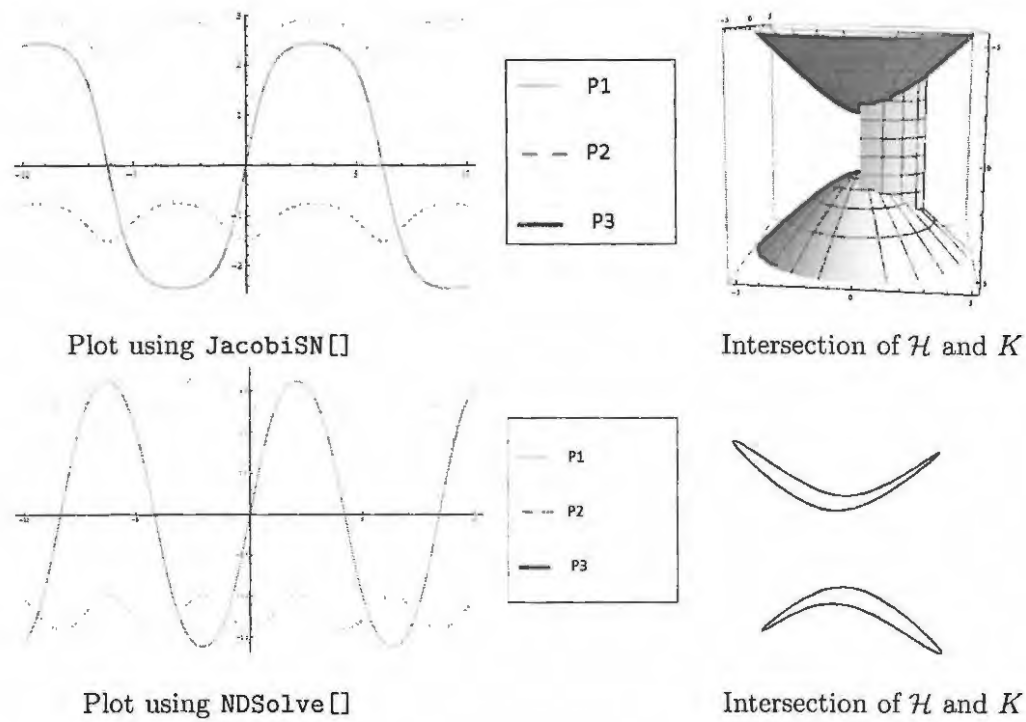 P1
P2
P3
Plot using JacobiSN[]
Intersection of ℋ and K
P1
P2
P3
Plot using NDSolve[]
Intersection of ℋ and K